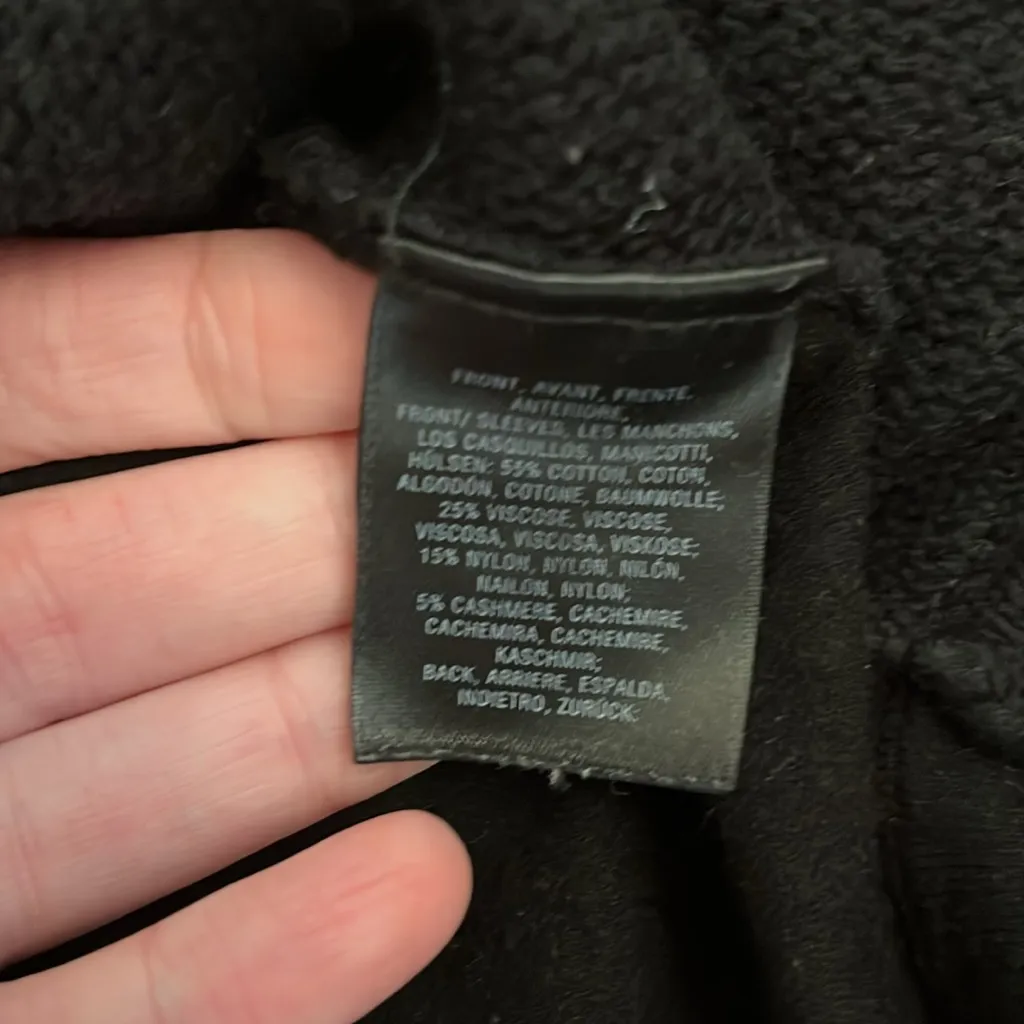 FRONT, AVANT, FRENTE,
ANTERIORE,
FRONT/ SLEEVES, LES MANCHONS,
LOS CASQUILLOS, MANICOTTI,
HÜLSEN: 55% COTTON, COTON,
ALGODÓN, COTONE, BAUMWOLLE;
25% VISCOSE, VISCOSE,
VISCOSA, VISCOSA, VISKOSE;
15% NYLON, NYLON, NILÓN,
NAILON, NYLON;
5% CASHMERE, CACHEMIRE,
CACHEMIRA, CACHEMIRE,
KASCHMIR;
BACK, ARRIERE, ESPALDA,
INDIETRO, ZURÜCK: